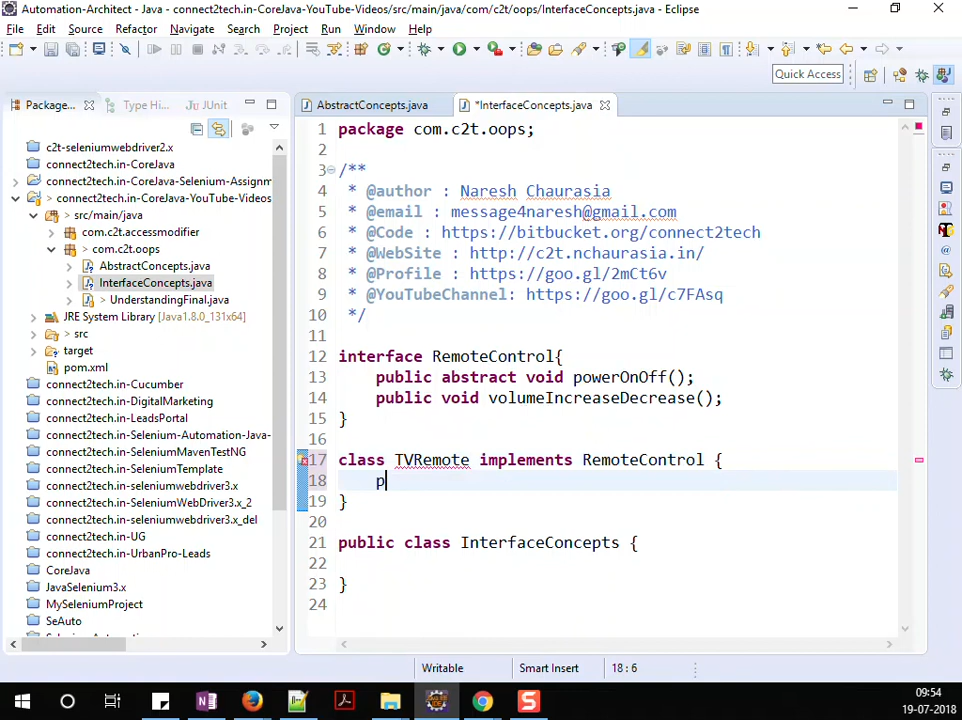 Automation-Architect - Java - connect2tech.in-CoreJava-YouTube-Videos/src/main/java/com/c2t/oops/InterfaceConcepts.java - Eclipse
File Edit Source Refactor Navigate Search Project Run Window Help
Quick Access
Package... Type Hi... JUnit
AbstractConcepts.java *InterfaceConcepts.java
c2t-seleniumwebdriver2.x
connect2tech.in-CoreJava
connect2tech.in-CoreJava-Selenium-Assignm
> connect2tech.in-CoreJava-YouTube-Videos
> src/main/java
com.c2t.accessmodifier
> com.c2t.oops
AbstractConcepts.java
InterfaceConcepts.java
> UnderstandingFinal.java
JRE System Library [Java1.8.0_131x64]
> src
target
pom.xml
connect2tech.in-Cucumber
connect2tech.in-DigitalMarketing
connect2tech.in-LeadsPortal
connect2tech.in-Selenium-Automation-Java-
connect2tech.in-SeleniumMavenTestNG
connect2tech.in-SeleniumTemplate
connect2tech.in-seleniumwebdriver3.x
connect2tech.in-SeleniumWebDriver3.x_2
connect2tech.in-seleniumwebdriver3.x_del
connect2tech.in-UG
connect2tech.in-UrbanPro-Leads
CoreJava
JavaSelenium3.x
MySeleniumProject
SeAuto
1 package com.c2t.oops;
2
3 /**
4 * @author : Naresh Chaurasia
5 * @email : message4naresh@gmail.com
6 * @Code : https://bitbucket.org/connect2tech
7 * @WebSite : http://c2t.nchaurasia.in/
8 * @Profile : https://goo.gl/2mCt6v
9 * @YouTubeChannel: https://goo.gl/c7FAsq
10 */
11
12 interface RemoteControl{
13 public abstract void powerOnOff();
14 public void volumeIncreaseDecrease();
15 }
16
17 class TVRemote implements RemoteControl {
18 p
19 }
20
21 public class InterfaceConcepts {
22
23 }
24
Writable Smart Insert 18 : 6
09:54
19-07-2018